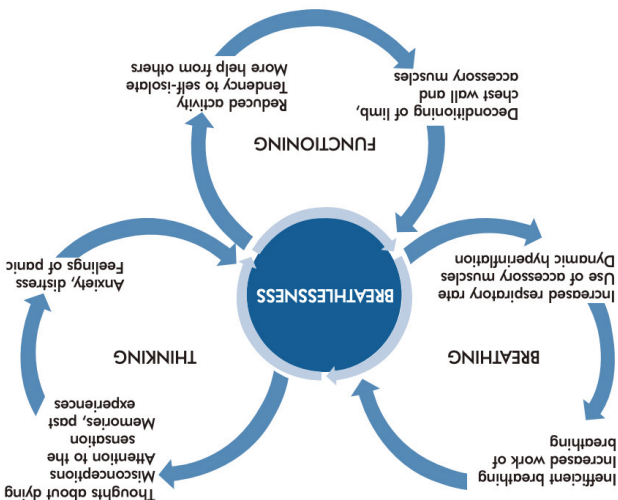 Inefficient breathing
Increased work of
breathing
Thoughts about dying
Misconceptions
Attention to the
sensation
Memories, past
experiences
BREATHING
THINKING
Increased respiratory rate
Use of accessory muscles
Dynamic hyperinflation
BREATHLESSNESS
Anxiety, distress
Feelings of panic
FUNCTIONING
Deconditioning of limb,
chest wall and
accessory muscles
Reduced activity
Tendency to self-isolate
More help from others